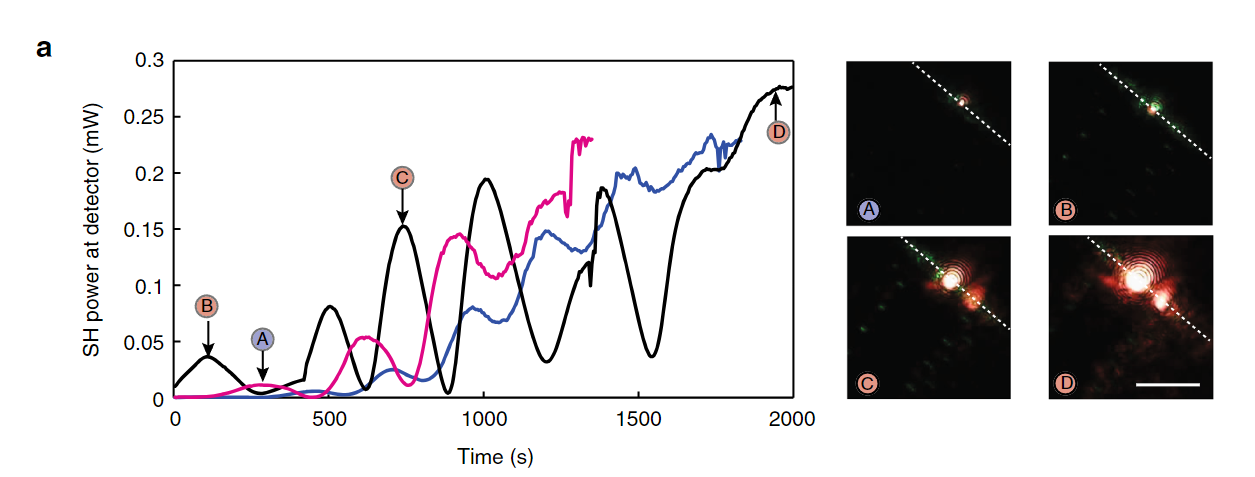 a
0.3
0.25
0.2
0.15
0.1
0.05
0
SH power at detector (mW)
B
A
C
D
0 500 1000 1500 2000
Time (s)
A
B
C
D